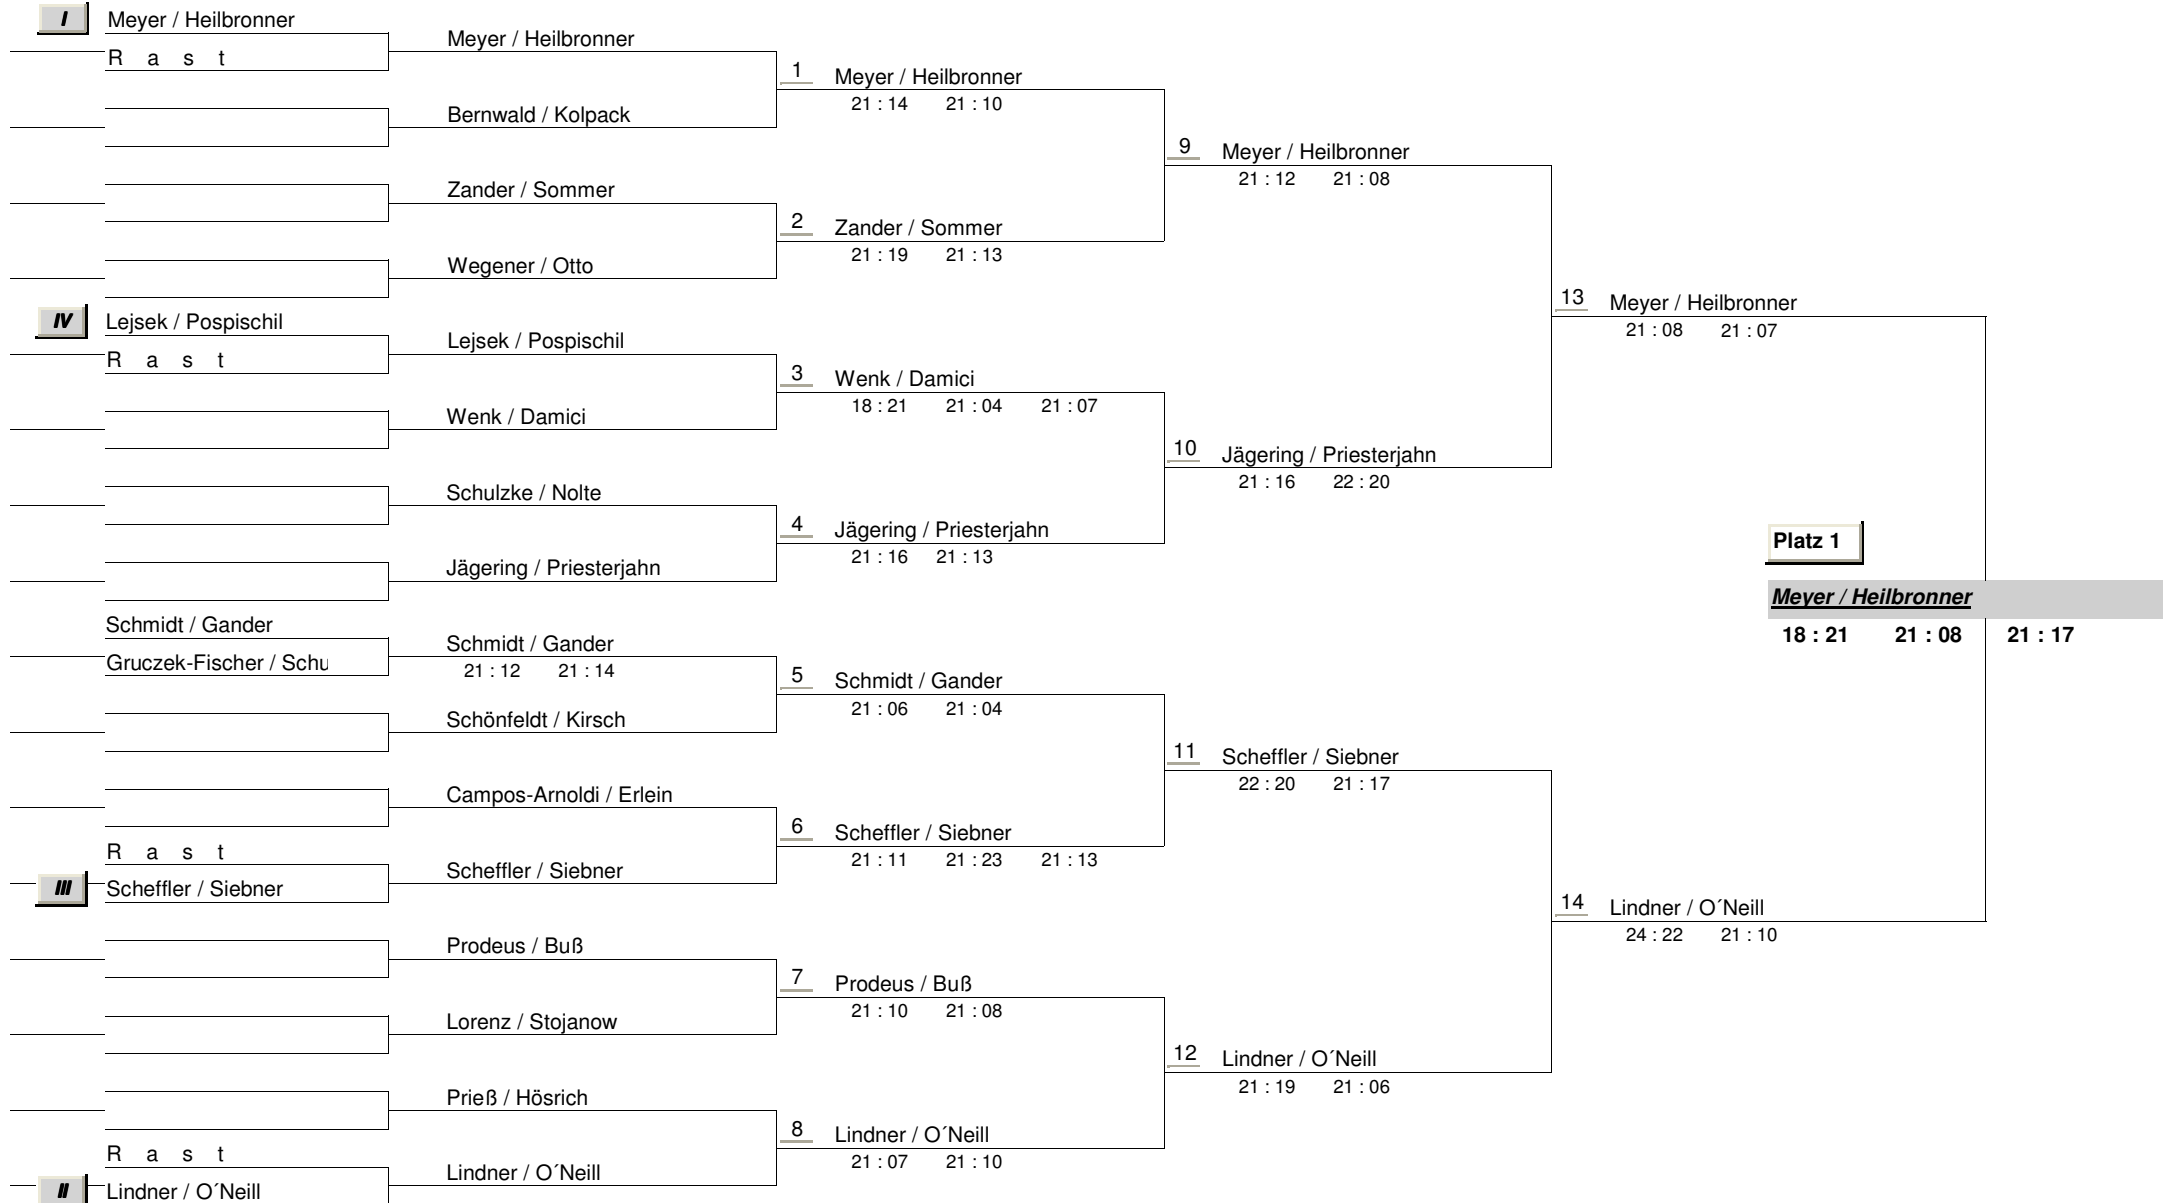 I Meyer / Heilbronner
R a s t
Meyer / Heilbronner
1 Meyer / Heilbronner
21 : 14 21 : 10
Bernwald / Kolpack
9 Meyer / Heilbronner
21 : 12 21 : 08
Zander / Sommer
2 Zander / Sommer
21 : 19 21 : 13
Wegener / Otto
13 Meyer / Heilbronner
21 : 08 21 : 07
IV Lejsek / Pospischil
R a s t
Lejsek / Pospischil
3 Wenk / Damici
18 : 21 21 : 04 21 : 07
Wenk / Damici
10 Jägering / Priesterjahn
21 : 16 22 : 20
Schulzke / Nolte
4 Jägering / Priesterjahn
21 : 16 21 : 13
Jägering / Priesterjahn
Platz 1
Meyer / Heilbronner
18 : 21 21 : 08 21 : 17
Schmidt / Gander
Gruczek-Fischer / Schu
Schmidt / Gander
21 : 12 21 : 14
5 Schmidt / Gander
21 : 06 21 : 04
Schönfeldt / Kirsch
11 Scheffler / Siebner
22 : 20 21 : 17
Campos-Arnoldi / Erlein
6 Scheffler / Siebner
21 : 11 21 : 23 21 : 13
R a s t
III Scheffler / Siebner
Scheffler / Siebner
14 Lindner / O´Neill
24 : 22 21 : 10
Prodeus / Buß
7 Prodeus / Buß
21 : 10 21 : 08
Lorenz / Stojanow
12 Lindner / O´Neill
21 : 19 21 : 06
Prieß / Hösrich
8 Lindner / O´Neill
21 : 07 21 : 10
R a s t
II Lindner / O´Neill
Lindner / O´Neill